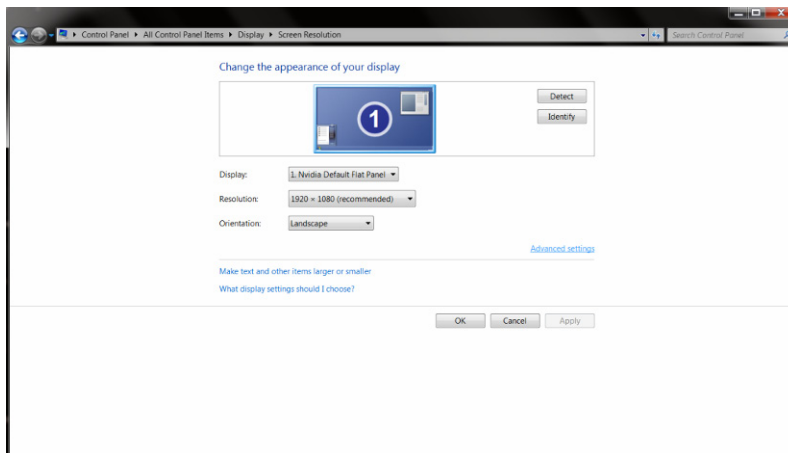 Control Panel ▸ All Control Panel Items ▸ Display ▸ Screen Resolution
Search Control Panel
Change the appearance of your display
1
Detect
Identify
Display: 1. Nvidia Default Flat Panel
Resolution: 1920 × 1080 (recommended)
Orientation: Landscape
Advanced settings
Make text and other items larger or smaller
What display settings should I choose?
OK Cancel Apply